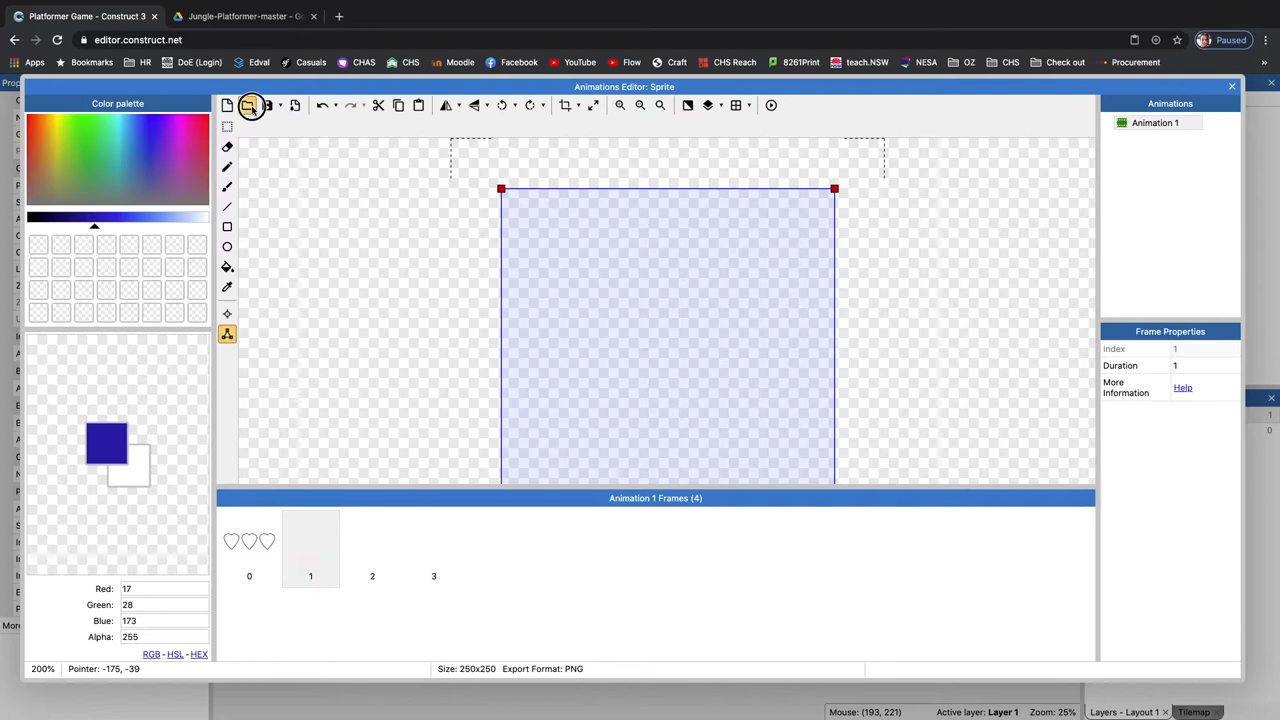 Platformer Game - Construct 3
Jungle-Platformer-master - Go
editor.construct.net
Paused
Apps
Bookmarks
HR
DoE (Login)
Edval
Casuals
CHAS
CHS
Moodle
Facebook
YouTube
Flow
Craft
8261Print
teach.NSW
NESA
OZ
CHS
Check out
Procurement
Animations Editor: Sprite
Color palette
Animations
Animation 1
Frame Properties
Index 1
Duration 1
More Information Help
Animation 1 Frames (4)
0 1 2 3
Red: 17
Green: 28
Blue: 173
Alpha: 255
RGB - HSL - HEX
200% Pointer: -175, -39
Size: 250x250 Export Format: PNG
Mouse: (193, 221) Active layer: Layer 1 Zoom: 25%
Layers - Layout 1
Tilemap